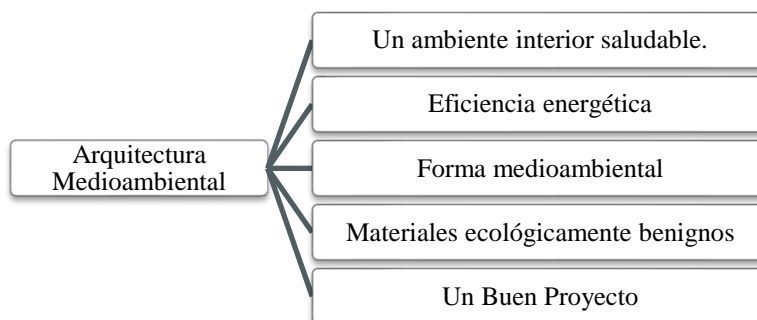 Arquitectura
Medioambiental
Un ambiente interior saludable.
Eficiencia energética
Forma medioambiental
Materiales ecológicamente benignos
Un Buen Proyecto